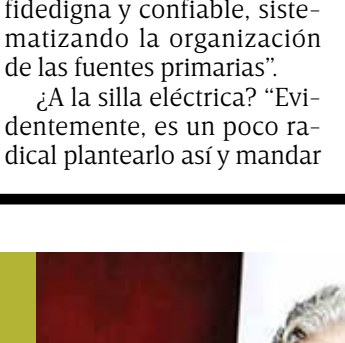 fidedigna y confiable, siste-
matizando la organización
de las fuentes primarias”.
¿A la silla eléctrica? “Evi-
dentemente, es un poco ra-
dical plantearlo así y mandar